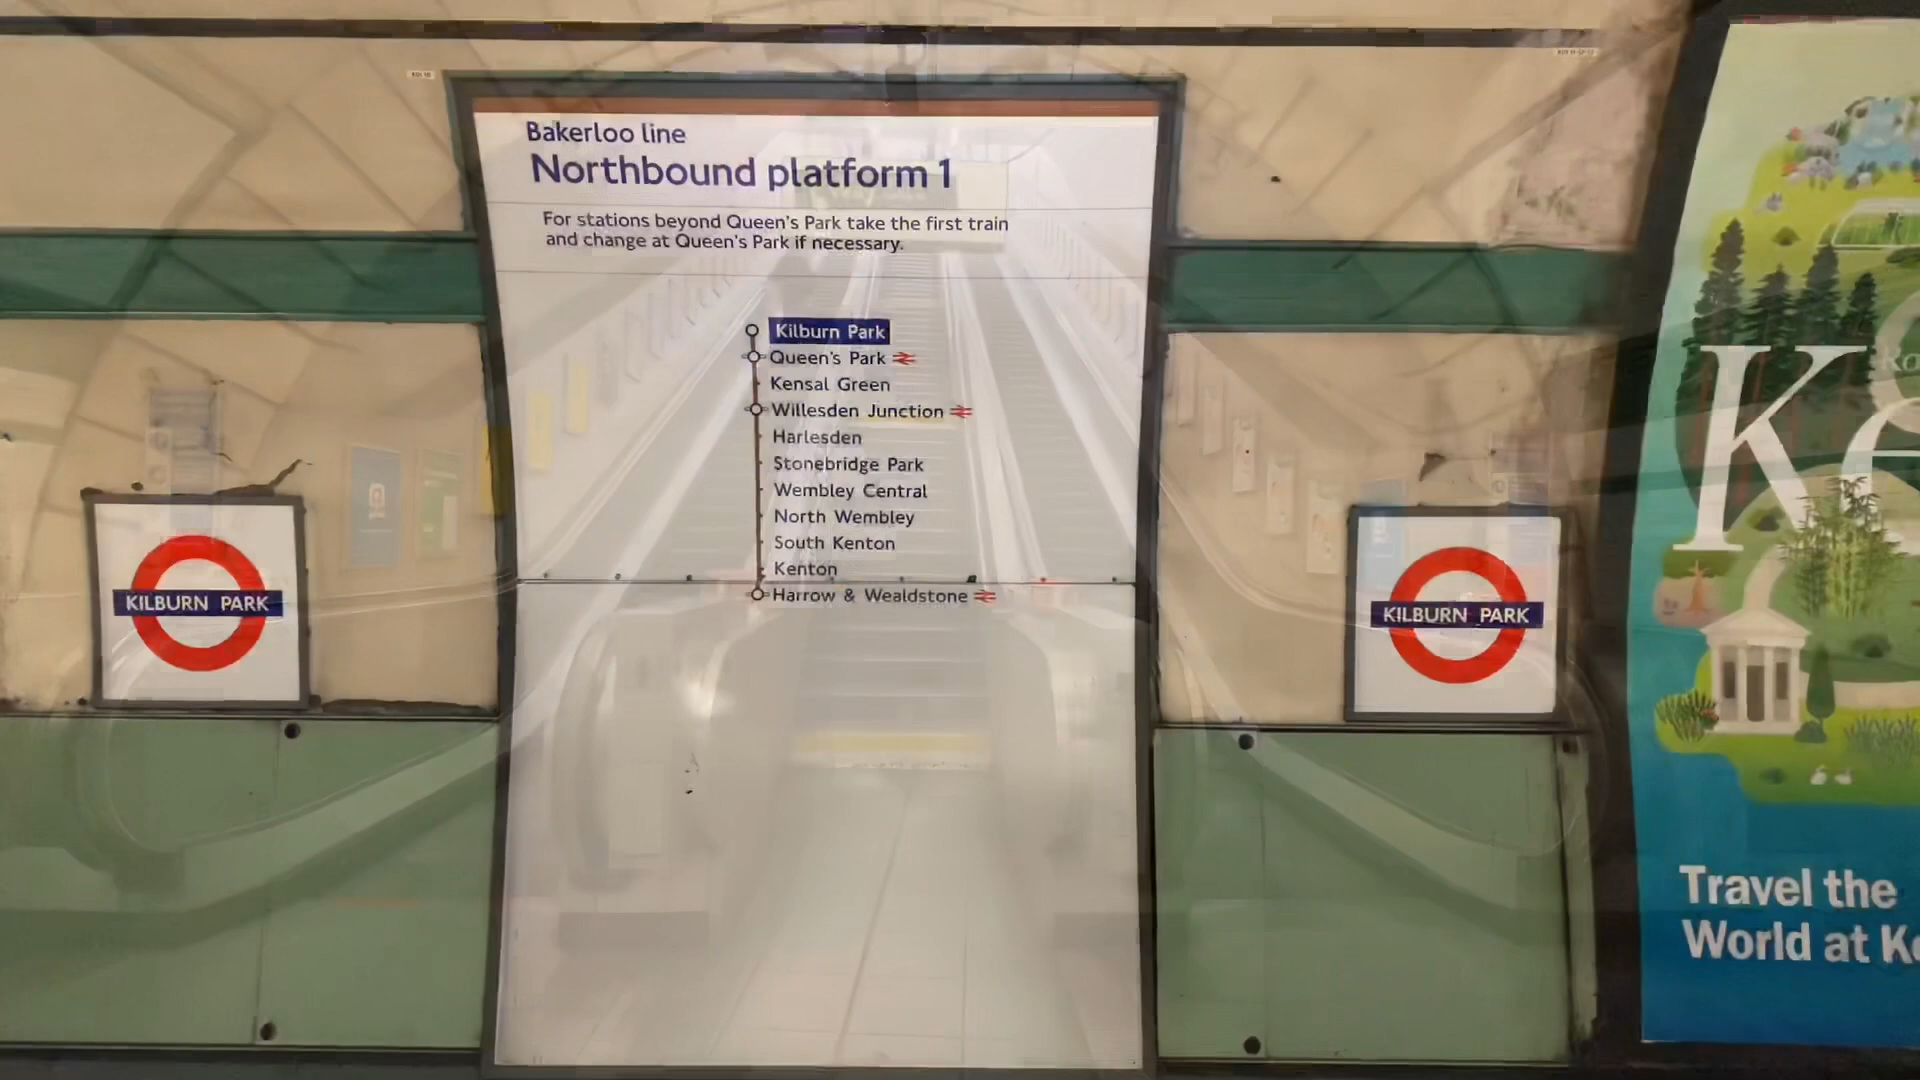 Bakerloo line
Northbound platform 1
For stations beyond Queen's Park take the first train
and change at Queen's Park if necessary.
Kilburn Park
Queen's Park
Kensal Green
Willesden Junction
Harlesden
Stonebridge Park
Wembley Central
North Wembley
South Kenton
Kenton
Harrow & Wealdstone
KILBURN PARK
KILBURN PARK
Travel the
World at